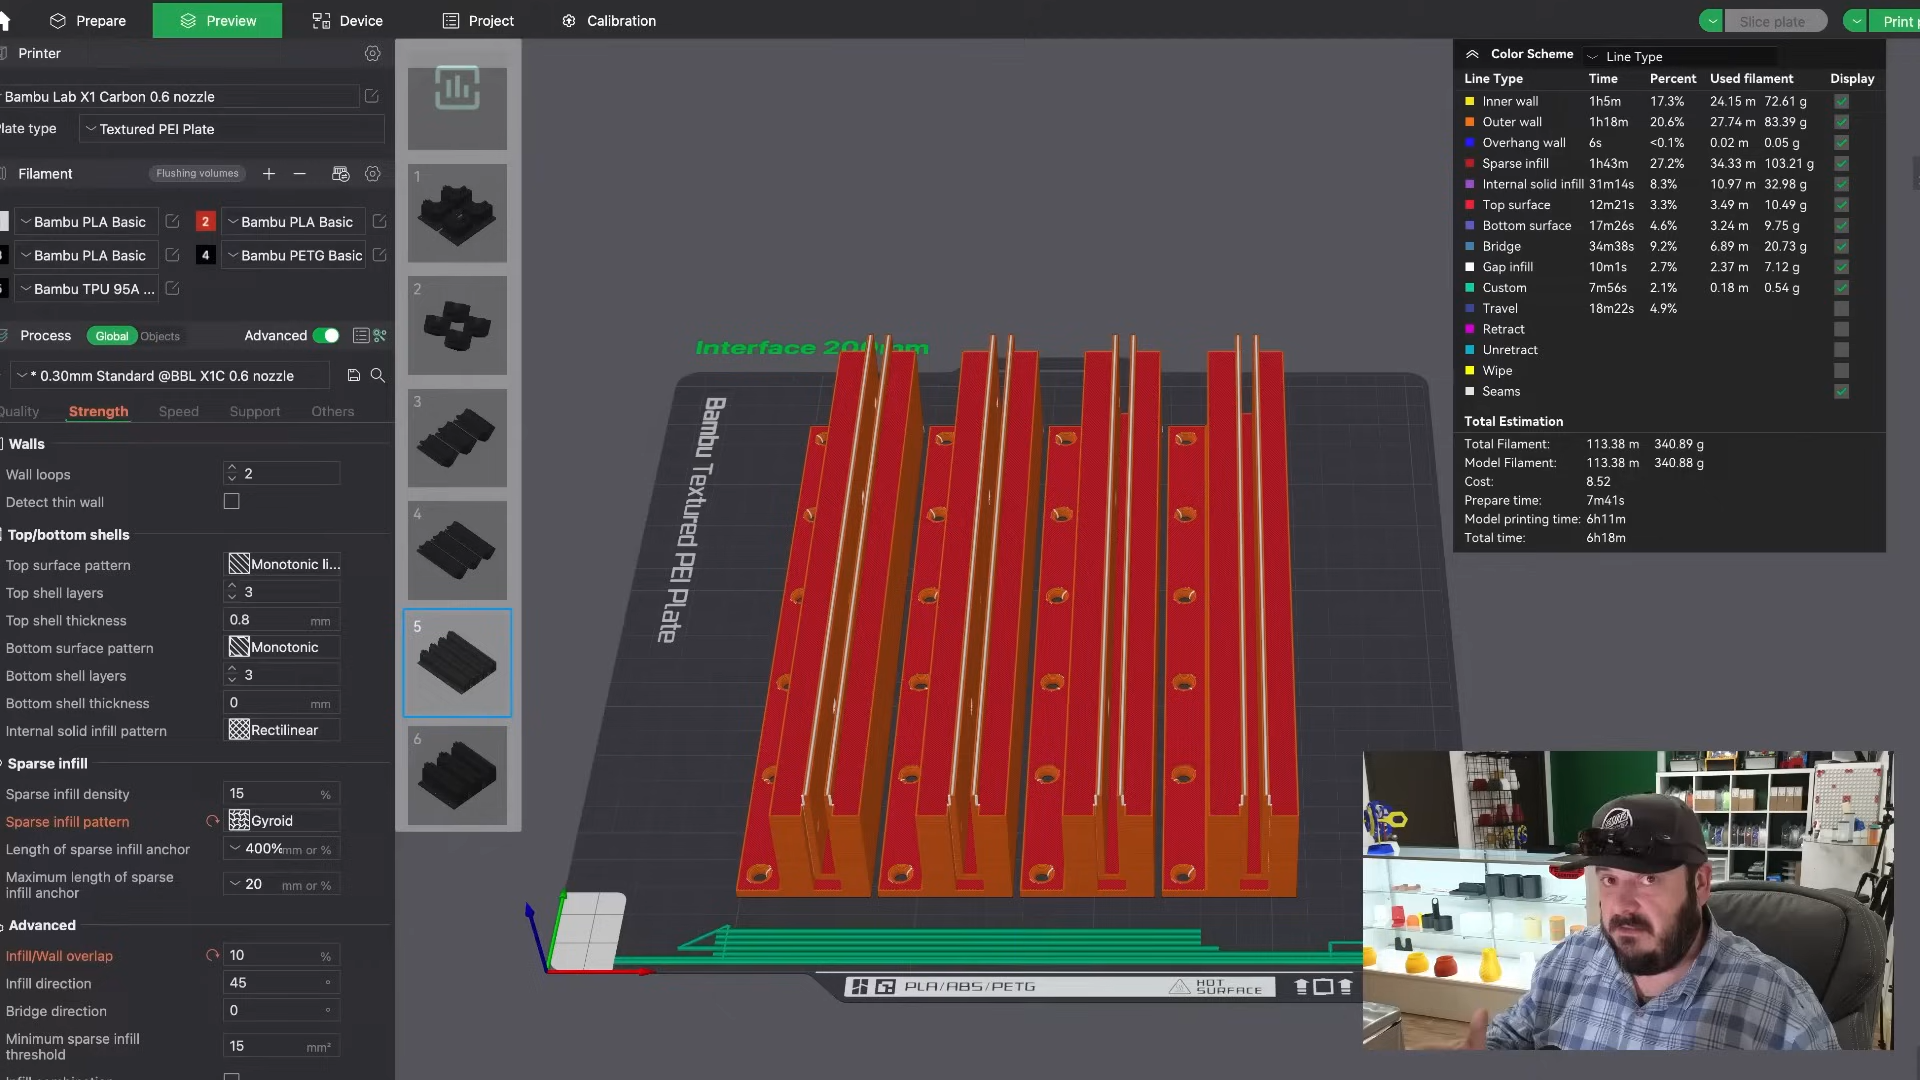 Prepare
Preview
Device
Project
Calibration
Slice plate
Print
Printer
Bambu Lab X1 Carbon 0.6 nozzle
late type
Textured PEI Plate
Filament
Flushing volumes
Bambu PLA Basic
2
Bambu PLA Basic
Bambu PLA Basic
4
Bambu PETG Basic
Bambu TPU 95A ...
Process
Global
Objects
Advanced
* 0.30mm Standard @BBL X1C 0.6 nozzle
Quality
Strength
Speed
Support
Others
Walls
Wall loops
2
Detect thin wall
Top/bottom shells
Top surface pattern
Monotonic li...
Top shell layers
3
Top shell thickness
0.8 mm
Bottom surface pattern
Monotonic
Bottom shell layers
3
Bottom shell thickness
0 mm
Internal solid infill pattern
Rectilinear
Sparse infill
Sparse infill density
15 %
Sparse infill pattern
Gyroid
Length of sparse infill anchor
400% mm or %
Maximum length of sparse infill anchor
20 mm or %
Advanced
Infill/Wall overlap
10 %
Infill direction
45 °
Bridge direction
0 °
Minimum sparse infill threshold
15 mm²
1
2
3
4
5
6
Interface 200mm
Bambu Textured PEI Plate
PLA/ABS/PETG
HOT SURFACE
Color Scheme
Line Type
Line Type Time Percent Used filament Display
Inner wall 1h5m 17.3% 24.15 m 72.61 g
Outer wall 1h18m 20.6% 27.74 m 83.39 g
Overhang wall 6s <0.1% 0.02 m 0.05 g
Sparse infill 1h43m 27.2% 34.33 m 103.21 g
Internal solid infill 31m14s 8.3% 10.97 m 32.98 g
Top surface 12m21s 3.3% 3.49 m 10.49 g
Bottom surface 17m26s 4.6% 3.24 m 9.75 g
Bridge 34m38s 9.2% 6.89 m 20.73 g
Gap infill 10m1s 2.7% 2.37 m 7.12 g
Custom 7m56s 2.1% 0.18 m 0.54 g
Travel 18m22s 4.9%
Retract
Unretract
Wipe
Seams
Total Estimation
Total Filament: 113.38 m 340.89 g
Model Filament: 113.38 m 340.88 g
Cost: 8.52
Prepare time: 7m41s
Model printing time: 6h11m
Total time: 6h18m